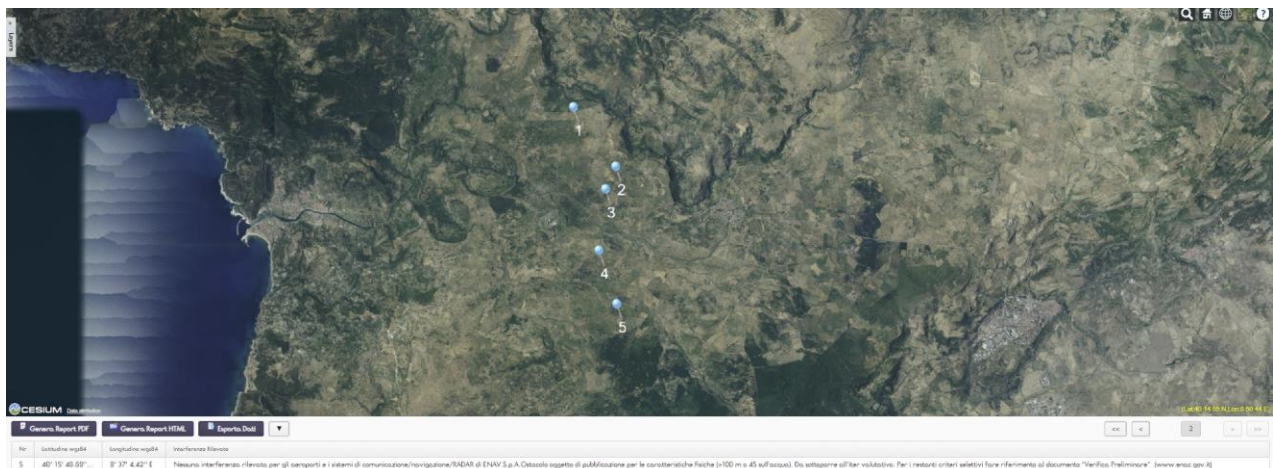 Layers
1
2
3
4
5
CESIUM Data attribution
Genera Report PDF Genera Report HTML Esporta Dati
<< < 2 > >>
Nr Latitudine wgs84 Longitudine wgs84 Interferenza Rilevata
5 8° 37' 4.42" E Nessuna interferenza rilevata per gli aeroporti e i sistemi di comunicazione/navigazione/RADAR di ENAV S.p.A. Ostacolo oggetto di pubblicazione per le caratteristiche fisiche (>100 m o 45 sull'acqua). Da sottoporre all'iter valutativo. Per i restanti criteri selettivi fare riferimento al documento "Verifica Preliminare" (www.enac.gov.it)